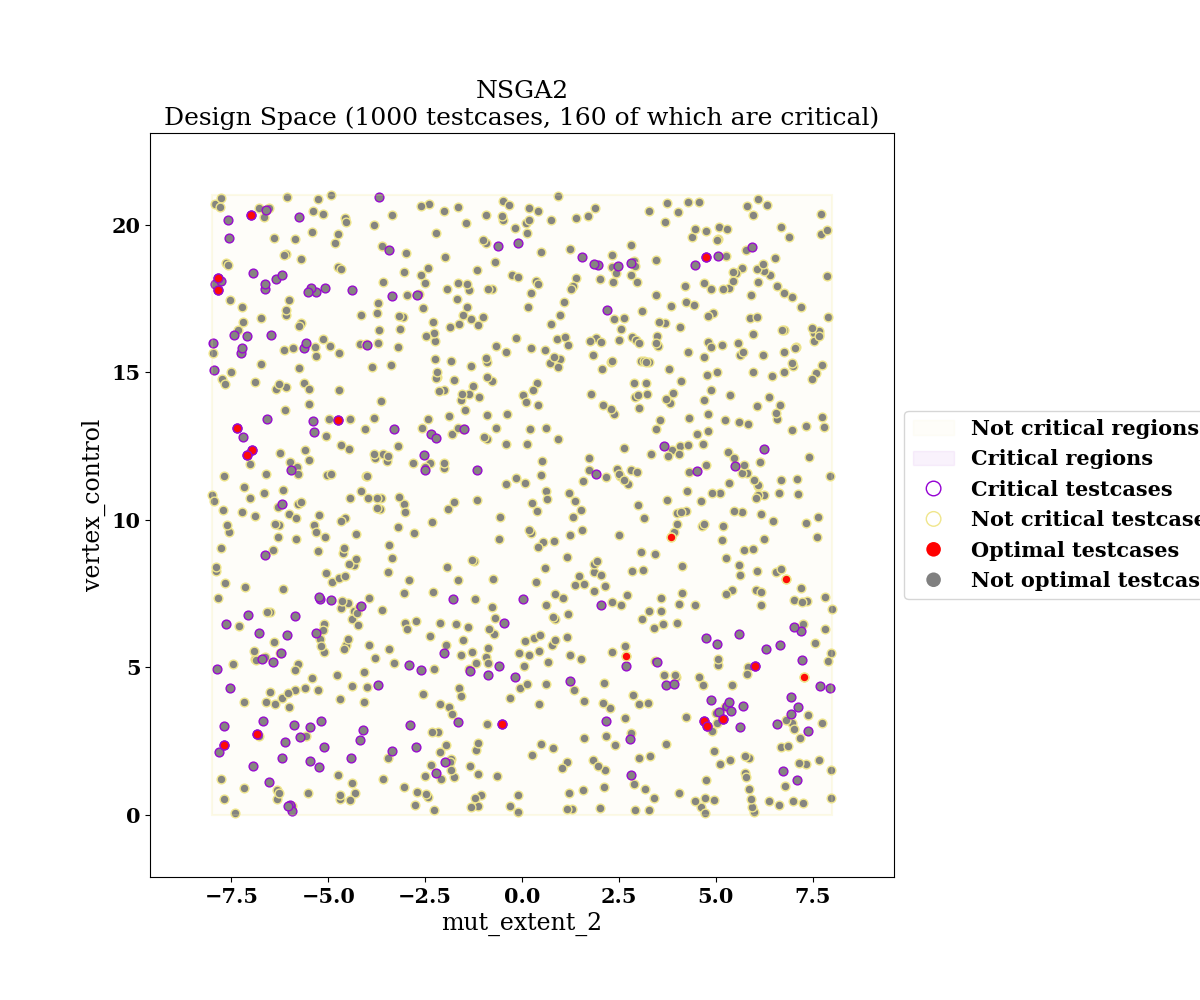 NSGA2
Design Space (1000 testcases, 160 of which are critical)
vertex_control
20
15
10
5
0
−7.5 −5.0 −2.5 0.0 2.5 5.0 7.5
mut_extent_2
Not critical regions
Critical regions
Critical testcases
Not critical testcase
Optimal testcases
Not optimal testcas